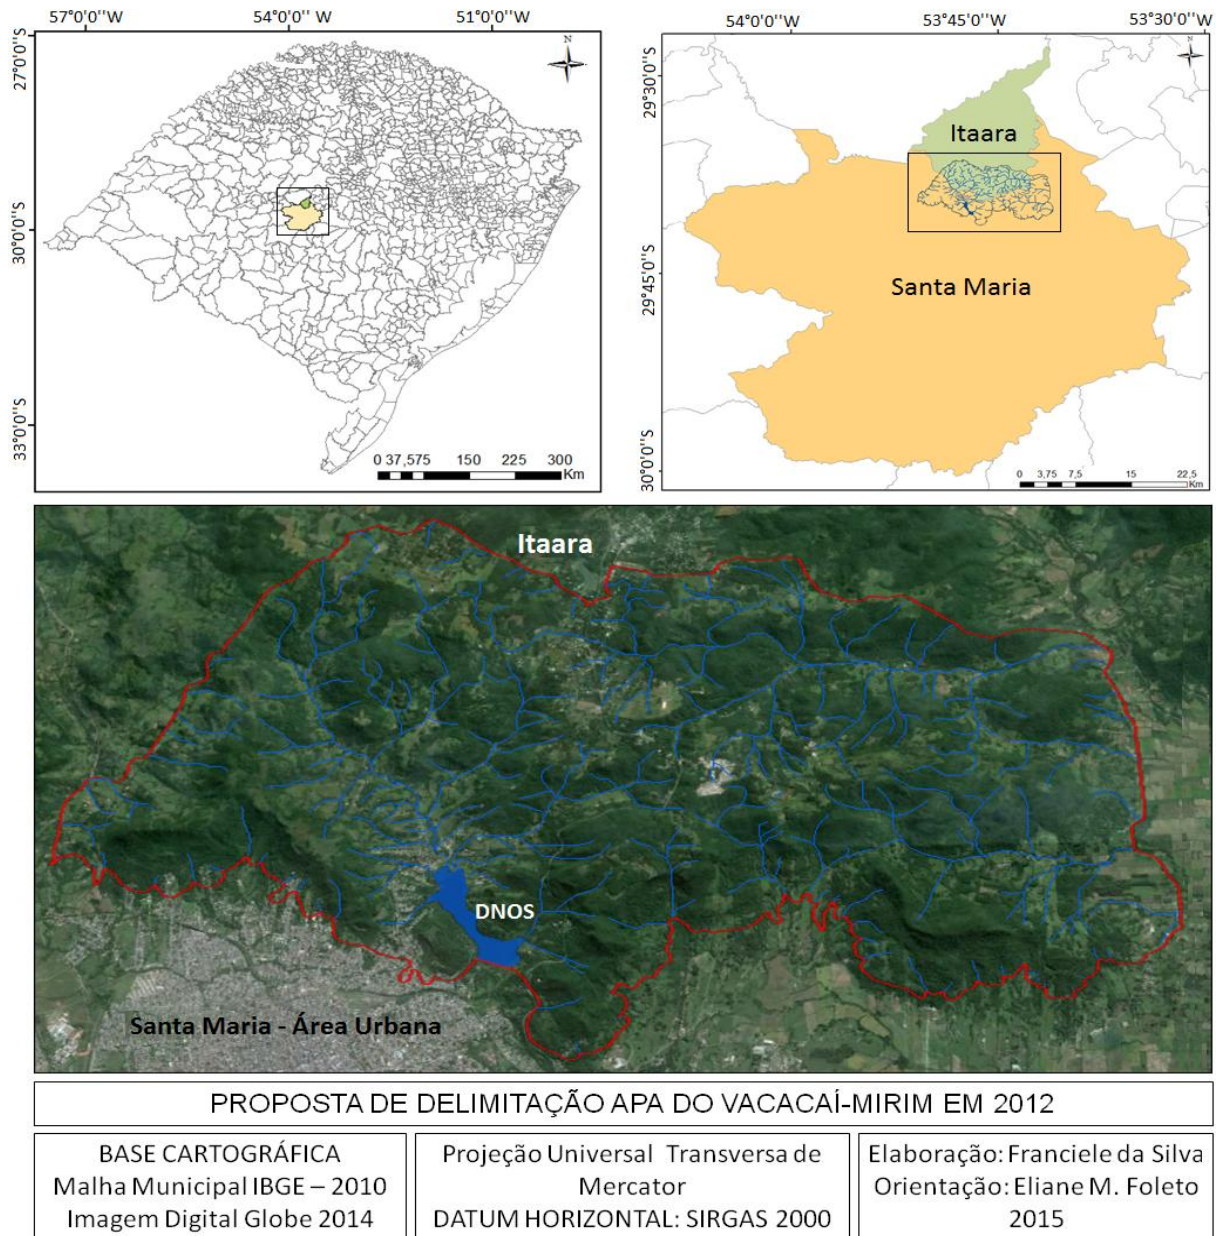 57°0'0"W
54°0'0"W
51°0'0"W
27°0'0"S
30°0'0"S
33°0'0"S
N
0 37,575 150 225 300
Km
54°0'0"W
53°45'0"W
53°30'0"W
29°30'0"S
29°45'0"S
30°0'0"S
N
Itaara
Santa Maria
0 3,75 7,5 15 22,5
Km
Itaara
DNOS
Santa Maria - Área Urbana
PROPOSTA DE DELIMITAÇÃO APA DO VACACAÍ-MIRIM EM 2012
BASE CARTOGRÁFICA
Malha Municipal IBGE – 2010
Imagem Digital Globe 2014
Projeção Universal Transversa de
Mercator
DATUM HORIZONTAL: SIRGAS 2000
Elaboração: Franciele da Silva
Orientação: Eliane M. Foleto
2015